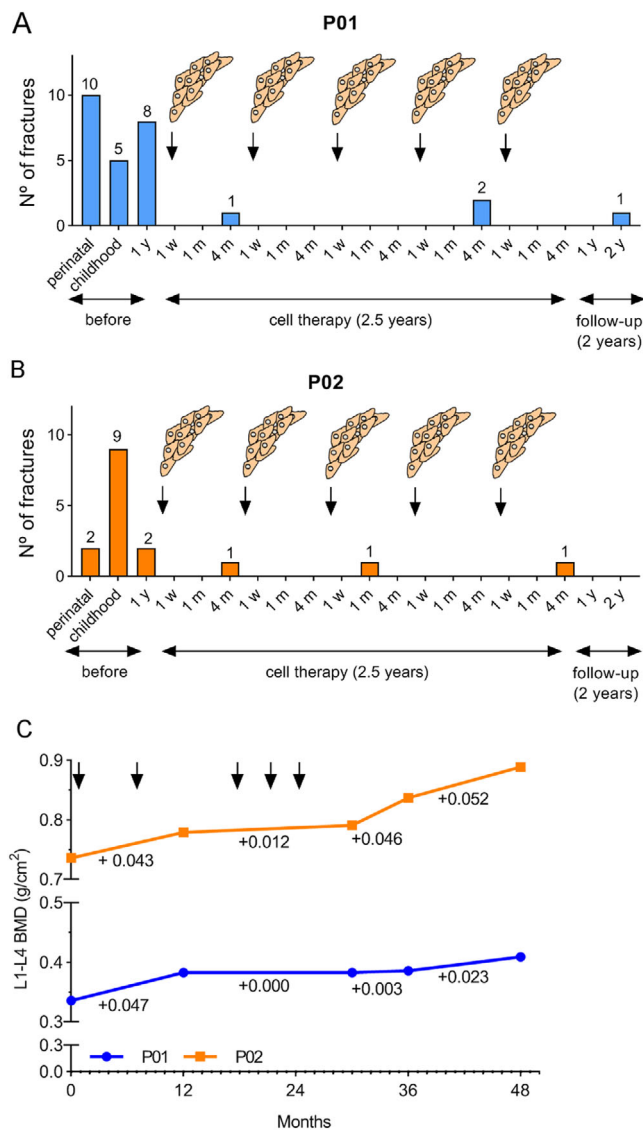 A
P01
Nº of fractures
10
5
0
10
5
8
1
2
1
perinatal
childhood
1 y
1 w
1 m
4 m
1 w
1 m
4 m
1 w
1 m
4 m
1 w
1 m
4 m
1 w
1 m
4 m
1 y
2 y
before
cell therapy (2.5 years)
follow-up
(2 years)
B
P02
Nº of fractures
10
5
0
2
9
2
1
1
1
perinatal
childhood
1 y
1 w
1 m
4 m
1 w
1 m
4 m
1 w
1 m
4 m
1 w
1 m
4 m
1 w
1 m
4 m
1 y
2 y
before
cell therapy (2.5 years)
follow-up
(2 years)
C
L1-L4 BMD (g/cm²)
0.9
0.8
0.7
0.5
0.4
0.3
0.3
0.0
+ 0.043
+0.012
+0.046
+0.052
+0.047
+0.000
+0.003
+0.023
P01 P02
0 12 24 36 48
Months